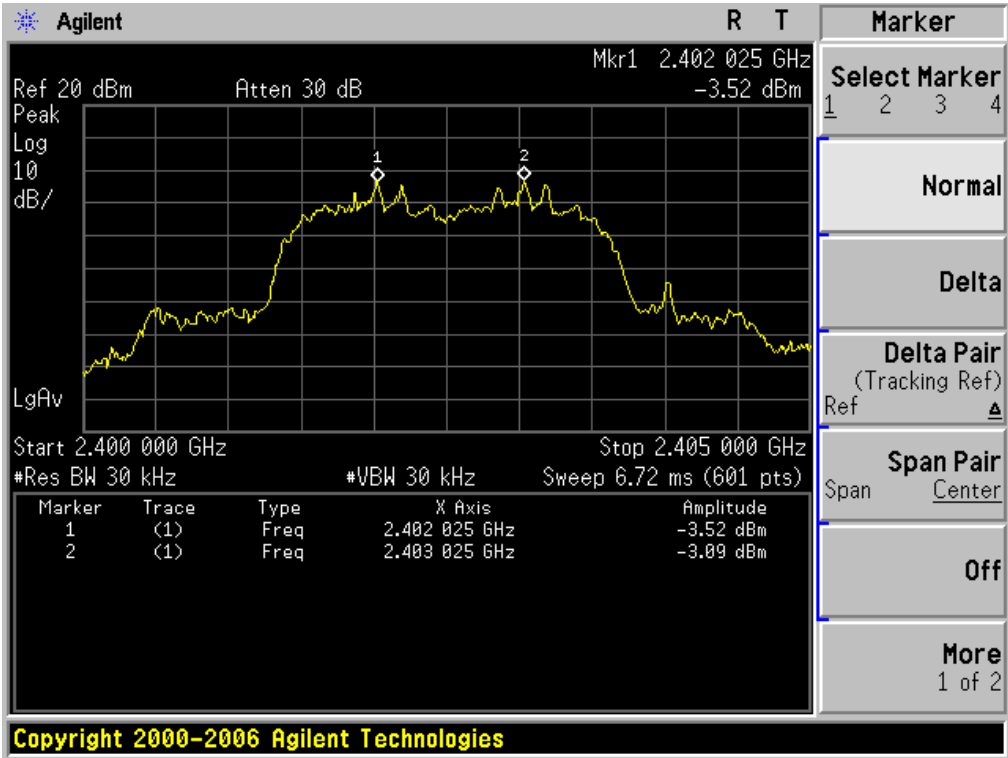 Agilent R T
Mkr1 2.402 025 GHz
Ref 20 dBm Atten 30 dB -3.52 dBm
Peak
Log
10
dB/
1 2
LgAv
Start 2.400 000 GHz Stop 2.405 000 GHz
#Res BW 30 kHz #VBW 30 kHz Sweep 6.72 ms (601 pts)
Marker Trace Type X Axis Amplitude
1 (1) Freq 2.402 025 GHz -3.52 dBm
2 (1) Freq 2.403 025 GHz -3.09 dBm
Marker
Select Marker
1 2 3 4
Normal
Delta
Delta Pair
(Tracking Ref)
Ref Δ
Span Pair
Span Center
Off
More
1 of 2
Copyright 2000-2006 Agilent Technologies